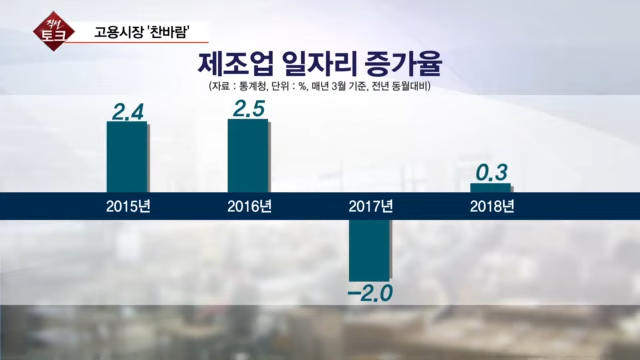 직설
토크
고용시장 '찬바람'
제조업 일자리 증가율
(자료 : 통계청, 단위 : %, 매년 3월 기준, 전년 동월대비)
2.4
2.5
0.3
2015년
2016년
2017년
2018년
-2.0